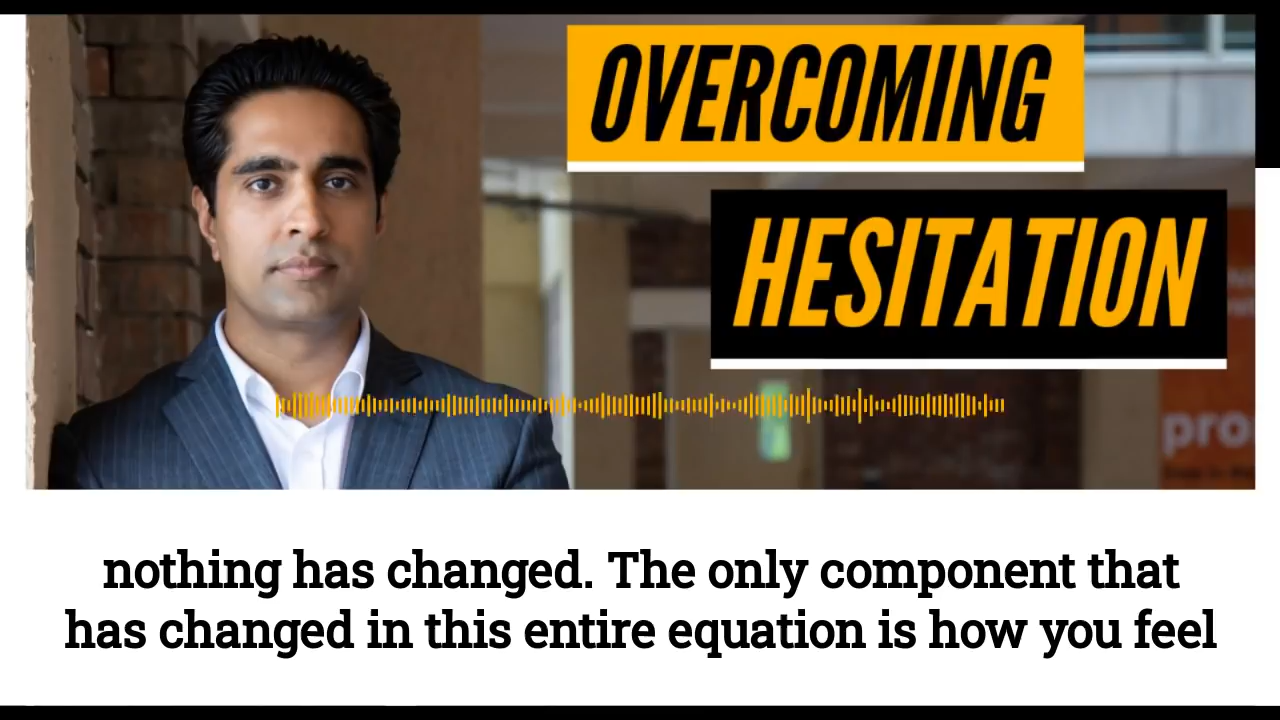 OVERCOMING
HESITATION
pro
nothing has changed. The only component that
has changed in this entire equation is how you feel